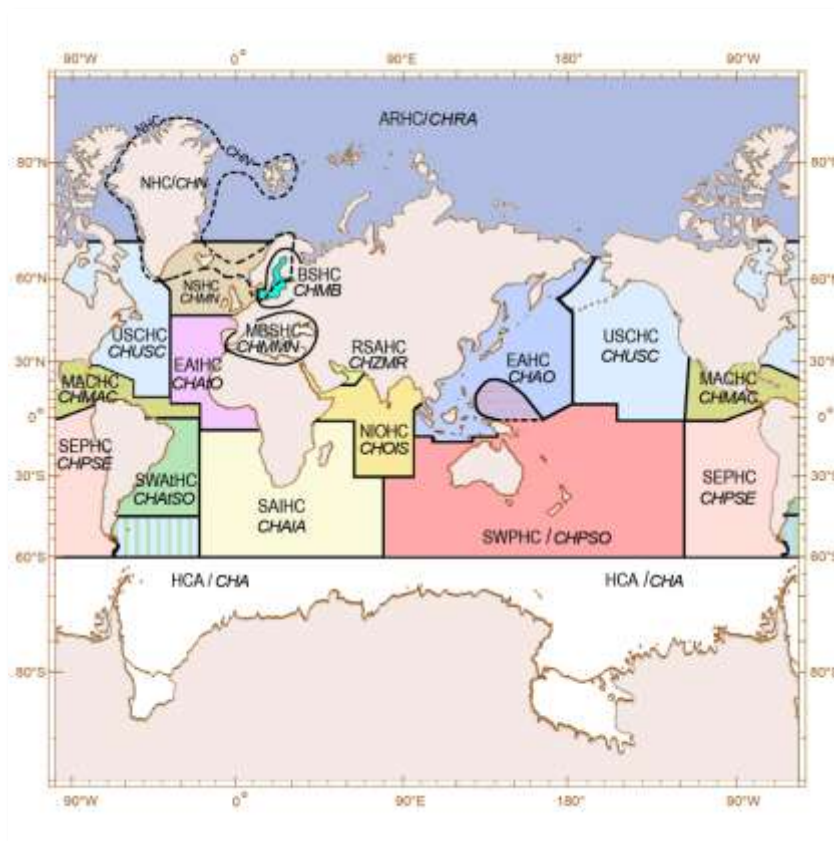 90°W 0° 90°E 180° 90°W
ARHC/CHRA
NHC
CHN
80°N 80°N
NHC/CHN
60°N 60°N
BSHC
CHMB
NSHC
CHMN
USCHC
CHUSC
MBSHC
CHMMN
RSAHC
CHZMR
EAHC
CHAO
USCHC
CHUSC
30°N 30°N
EAtHC
CHAtO
MACHC
CHMAC
MACHC
CHMAC
0° 0°
NIOHC
CHOIS
SEPHC
CHPSE
SWAtHC
CHAtSO
30°S 30°S
SEPHC
CHPSE
SAIHC
CHAIA
SWPHC / CHPSO
60°S 60°S
HCA / CHA HCA / CHA
80°S 80°S
90°W 0° 90°E 180° 90°W